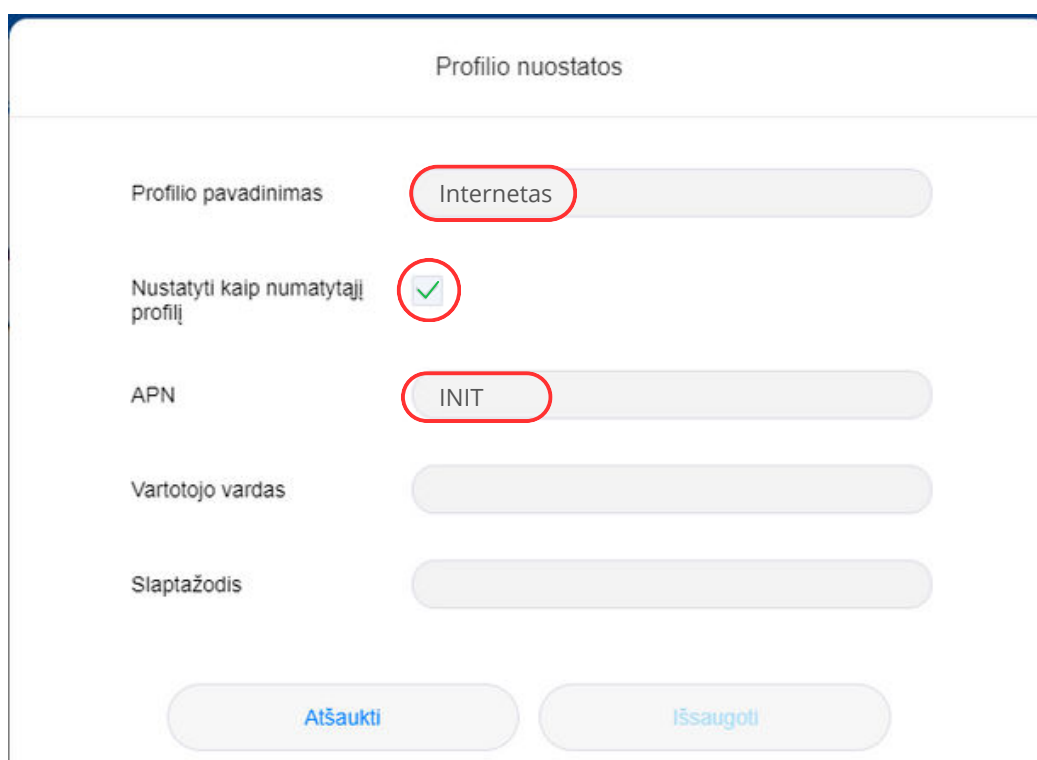 Profilio nuostatos
Profilio pavadinimas
Internetas
Nustatyti kaip numatytąjį
profilį
APN
INIT
Vartotojo vardas
Slaptažodis
Atšaukti
Išsaugoti